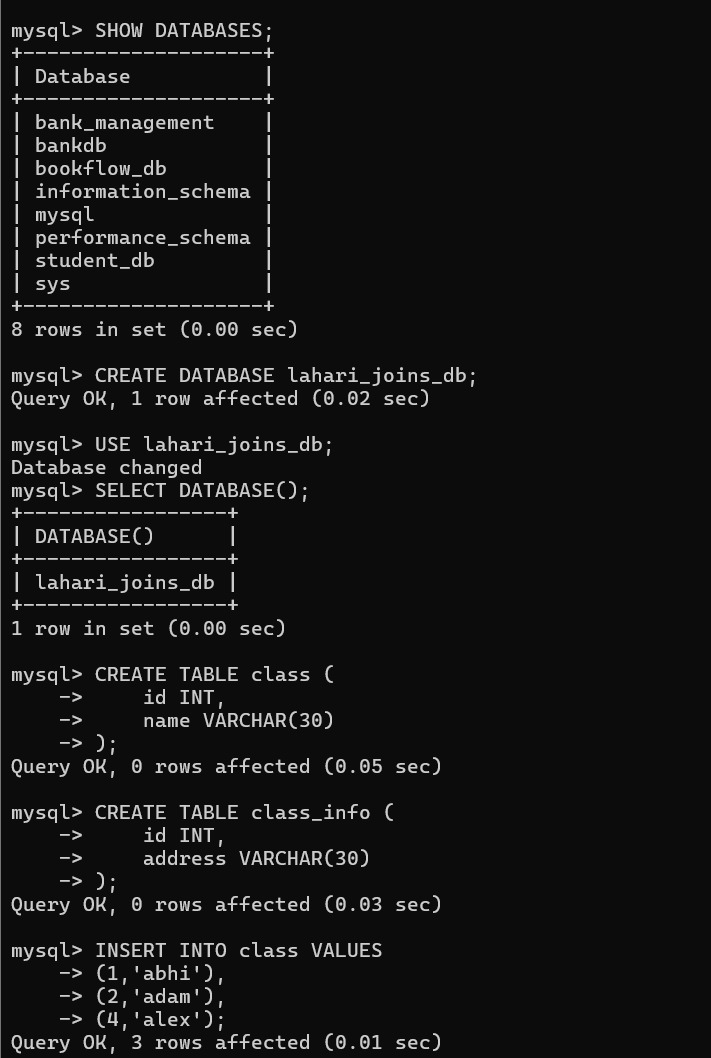 mysql> SHOW DATABASES;
+--------------------+
| Database           |
+--------------------+
| bank_management    |
| bankdb             |
| bookflow_db        |
| information_schema |
| mysql              |
| performance_schema |
| student_db         |
| sys                |
+--------------------+
8 rows in set (0.00 sec)

mysql> CREATE DATABASE lahari_joins_db;
Query OK, 1 row affected (0.02 sec)

mysql> USE lahari_joins_db;
Database changed
mysql> SELECT DATABASE();
+-----------------+
| DATABASE()      |
+-----------------+
| lahari_joins_db |
+-----------------+
1 row in set (0.00 sec)

mysql> CREATE TABLE class (
    ->     id INT,
    ->     name VARCHAR(30)
    -> );
Query OK, 0 rows affected (0.05 sec)

mysql> CREATE TABLE class_info (
    ->     id INT,
    ->     address VARCHAR(30)
    -> );
Query OK, 0 rows affected (0.03 sec)

mysql> INSERT INTO class VALUES
    -> (1,'abhi'),
    -> (2,'adam'),
    -> (4,'alex');
Query OK, 3 rows affected (0.01 sec)